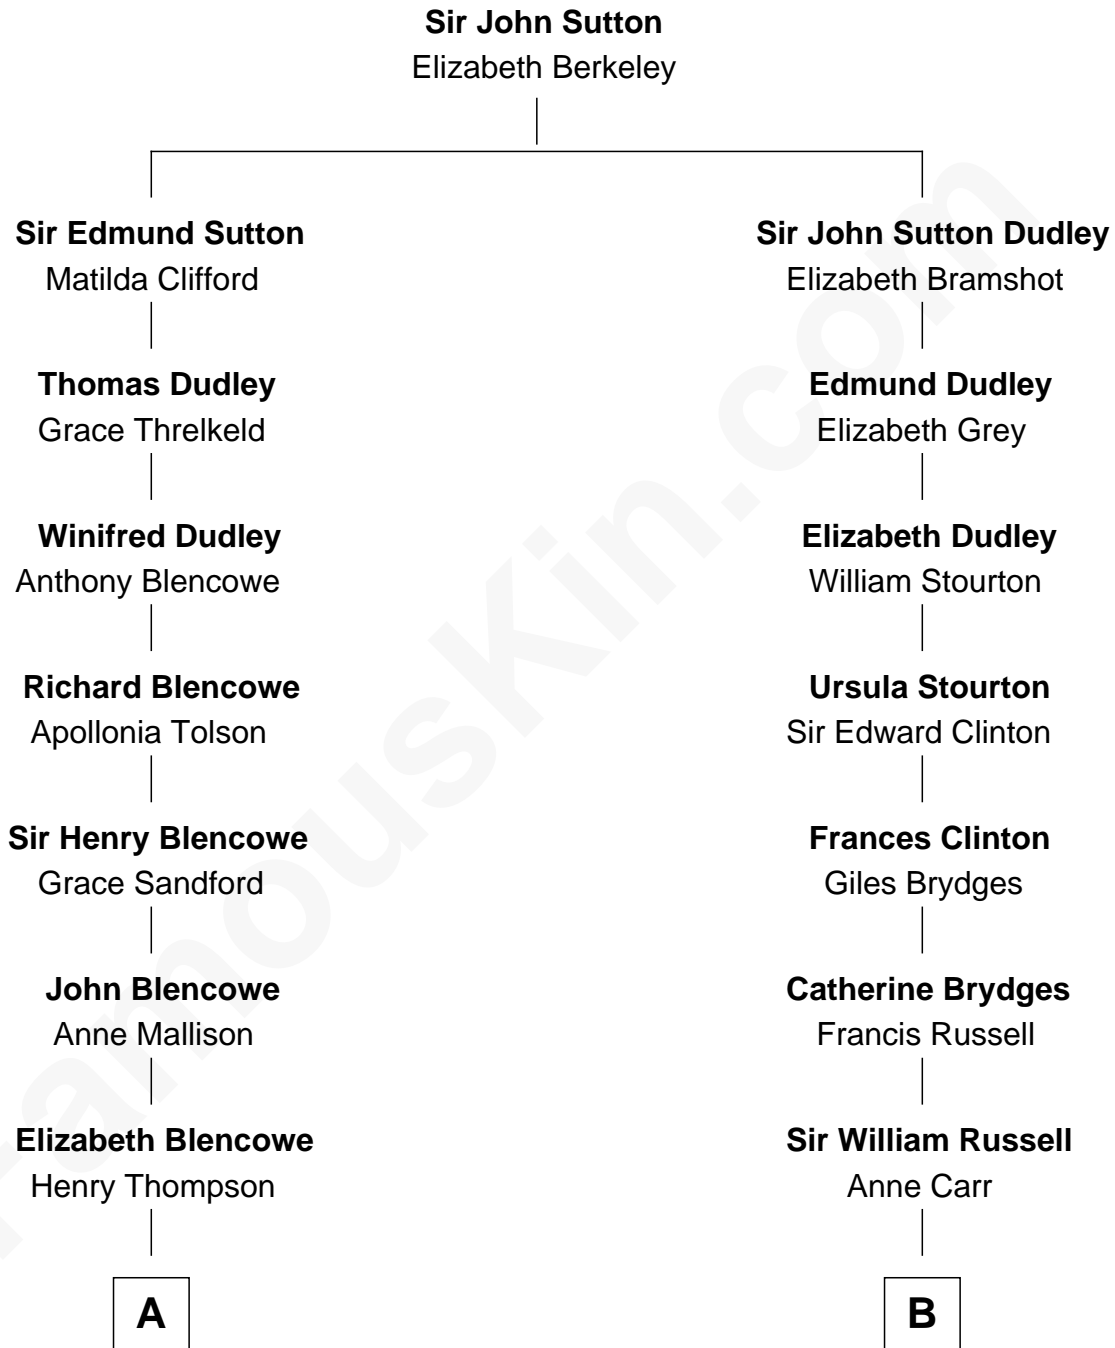 Sir John Sutton
Elizabeth Berkeley
Sir Edmund Sutton
Matilda Clifford
Thomas Dudley
Grace Threlkeld
Winifred Dudley
Anthony Blencowe
Richard Blencowe
Apollonia Tolson
Sir Henry Blencowe
Grace Sandford
John Blencowe
Anne Mallison
Elizabeth Blencowe
Henry Thompson
A
Sir John Sutton Dudley
Elizabeth Bramshot
Edmund Dudley
Elizabeth Grey
Elizabeth Dudley
William Stourton
Ursula Stourton
Sir Edward Clinton
Frances Clinton
Giles Brydges
Catherine Brydges
Francis Russell
Sir William Russell
Anne Carr
B
FamousKin.com